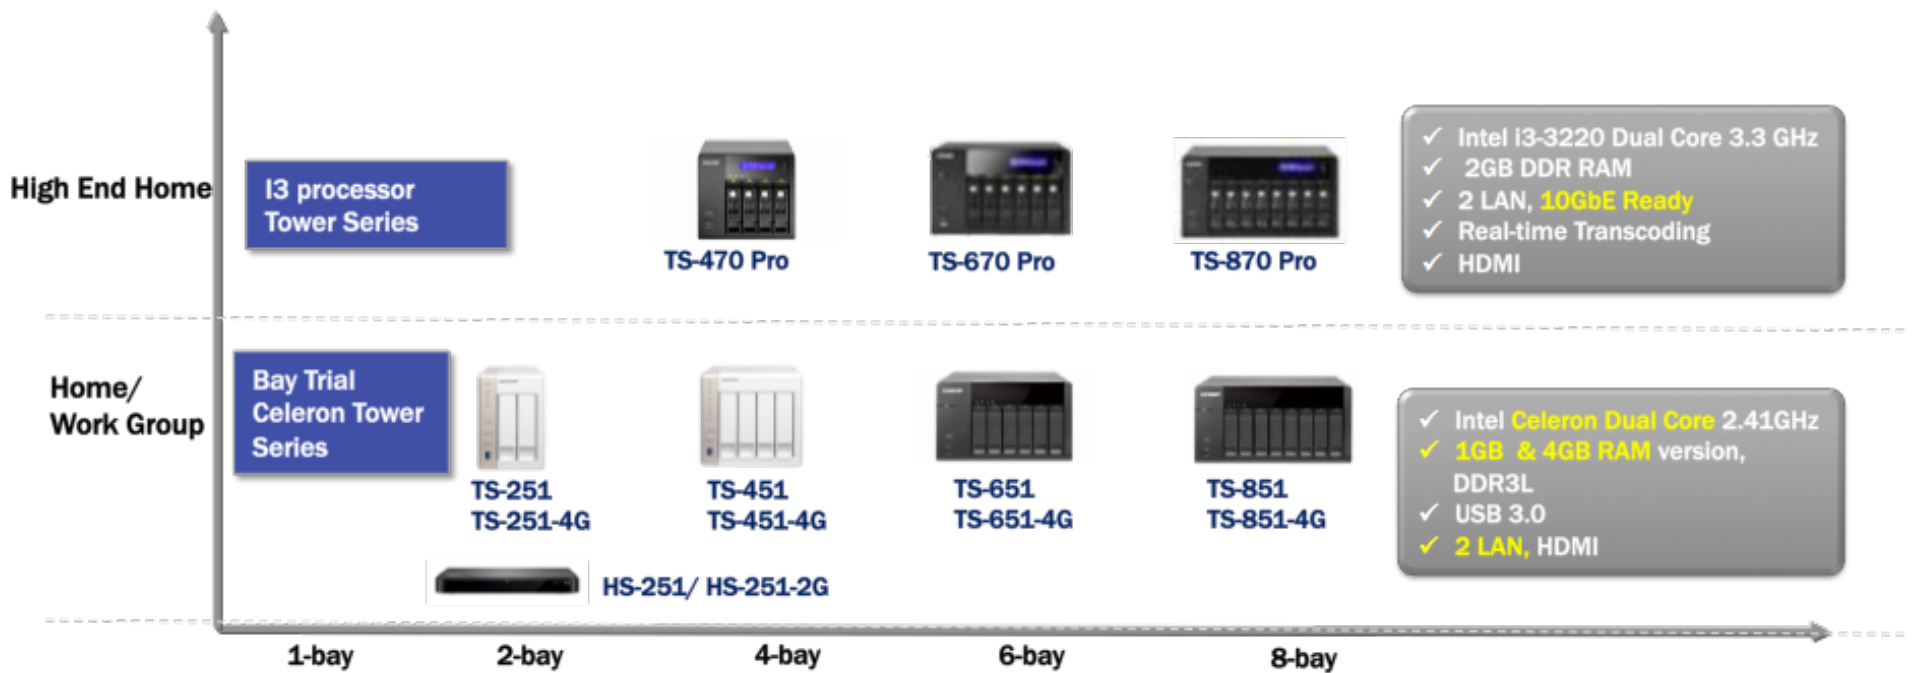 High End Home
I3 processor
Tower Series
TS-470 Pro
TS-670 Pro
TS-870 Pro
✓ Intel i3-3220 Dual Core 3.3 GHz
✓ 2GB DDR RAM
✓ 2 LAN, 10GbE Ready
✓ Real-time Transcoding
✓ HDMI
Home/
Work Group
Bay Trial
Celeron Tower
Series
TS-251
TS-251-4G
TS-451
TS-451-4G
TS-651
TS-651-4G
TS-851
TS-851-4G
HS-251/ HS-251-2G
✓ Intel Celeron Dual Core 2.41GHz
✓ 1GB & 4GB RAM version,
DDR3L
✓ USB 3.0
✓ 2 LAN, HDMI
1-bay
2-bay
4-bay
6-bay
8-bay